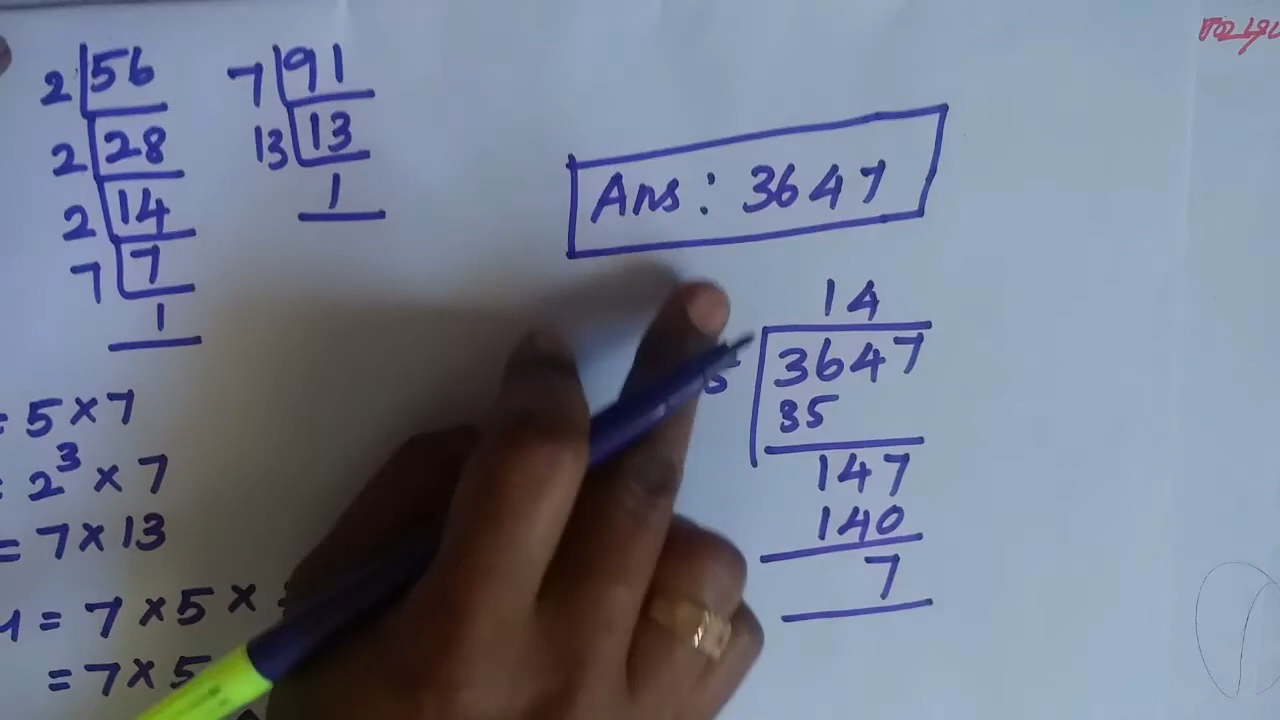 2 56
2 28
2 14
7 7
1
7 91
13 13
1
Ans: 3647
14
5 3647
35
147
140
7
= 5 × 7
= 2³ × 7
= 7 × 13
= 7 × 5 ×
= 7 × 5